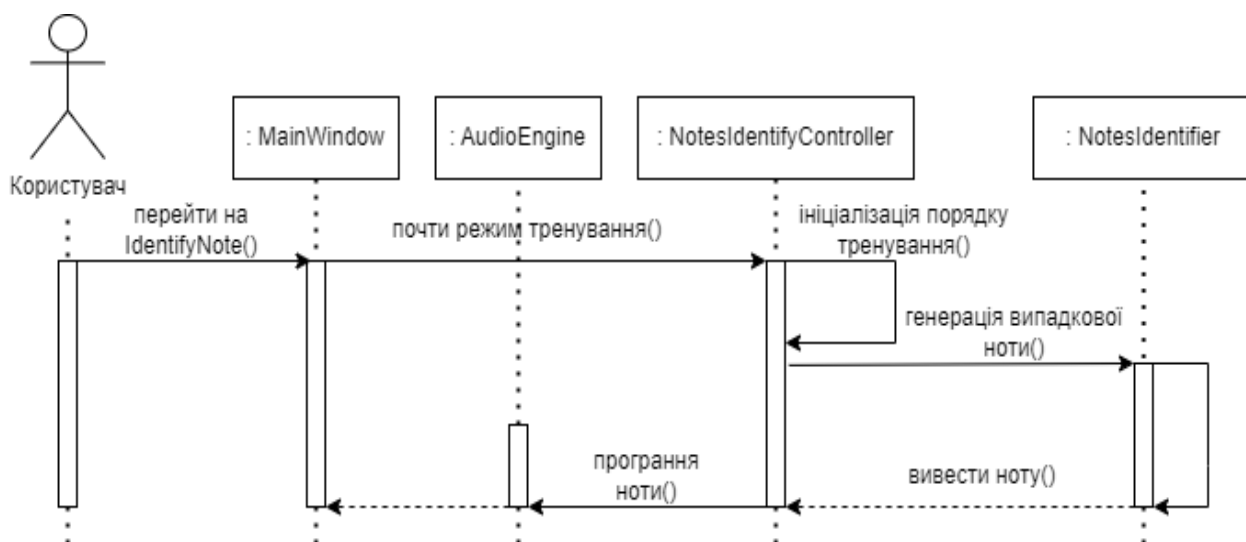 : MainWindow
: AudioEngine
: NotesIdentifyController
: NotesIdentifier
Користувач
перейти на
IdentifyNote()
почти режим тренування()
ініціалізація порядку
тренування()
генерація випадкової
ноти()
програння
ноти()
вивести ноту()